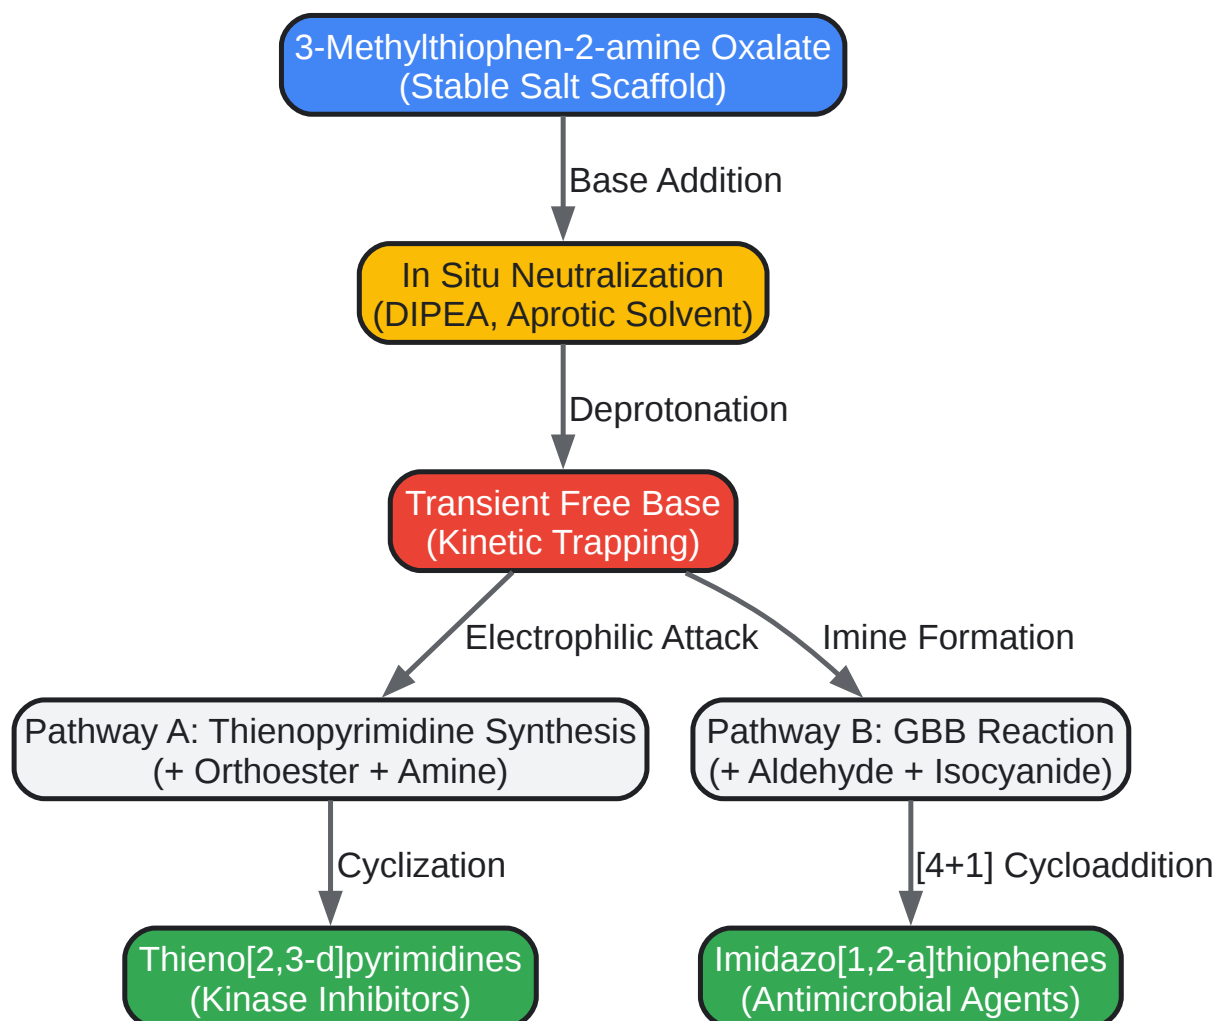 3-Methylthiophen-2-amine Oxalate
(Stable Salt Scaffold)
Base Addition
In Situ Neutralization
(DIPEA, Aprotic Solvent)
Deprotonation
Transient Free Base
(Kinetic Trapping)
Electrophilic Attack
Imine Formation
Pathway A: Thienopyrimidine Synthesis
(+ Orthoester + Amine)
Pathway B: GBB Reaction
(+ Aldehyde + Isocyanide)
Cyclization
[4+1] Cycloaddition
Thieno[2,3-d]pyrimidines
(Kinase Inhibitors)
Imidazo[1,2-a]thiophenes
(Antimicrobial Agents)